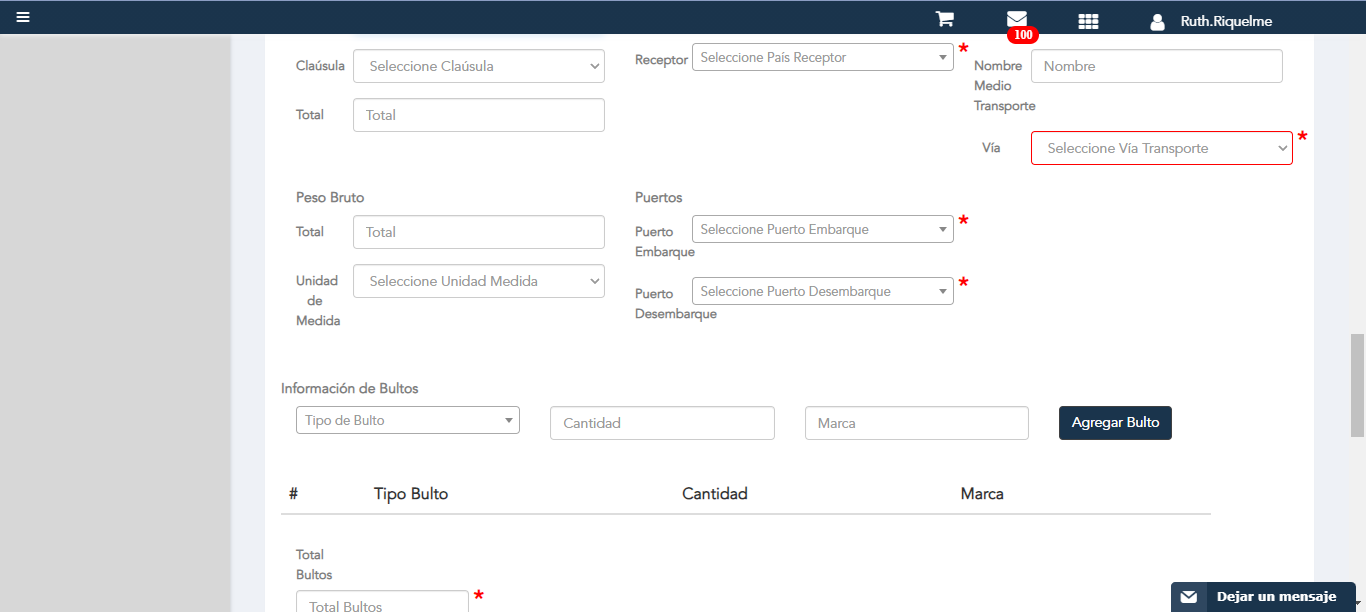 Ruth.Riquelme
100
Claúsula
Seleccione Claúsula
Total
Total
Receptor
Seleccione País Receptor
*
Nombre
Medio
Transporte
Nombre
Vía
Seleccione Vía Transporte
*
Peso Bruto
Total
Total
Unidad
de
Medida
Seleccione Unidad Medida
Puertos
Puerto
Embarque
Seleccione Puerto Embarque
*
Puerto
Desembarque
Seleccione Puerto Desembarque
*
Información de Bultos
Tipo de Bulto
Cantidad
Marca
Agregar Bulto
# Tipo Bulto Cantidad Marca
Total
Bultos
Total Bultos
*
Dejar un mensaje